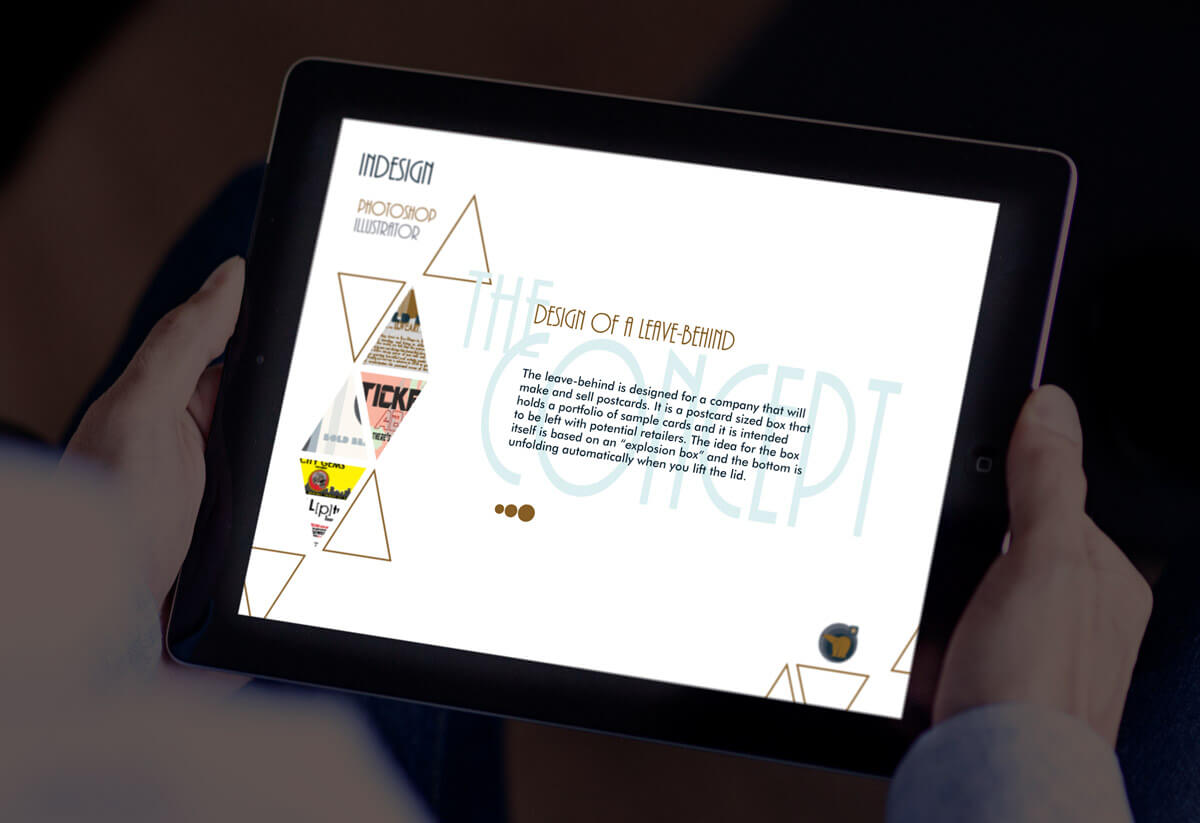 INDESIGN
PHOTOSHOP
ILLUSTRATOR
THE
CONCEPT
DESIGN OF A LEAVE-BEHIND
The leave-behind is designed for a company that will
make and sell postcards. It is a postcard sized box that
holds a portfolio of sample cards and it is intended
to be left with potential retailers. The idea for the box
itself is based on an “explosion box” and the bottom is
unfolding automatically when you lift the lid.
TICKE
CITY GEMS
L[p]